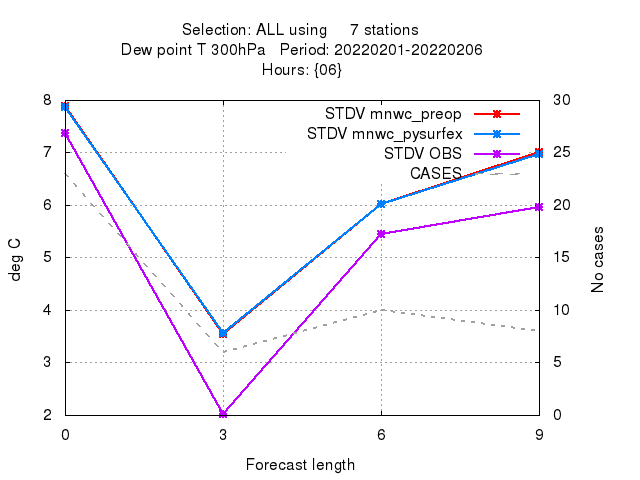 Selection: ALL using 7 stations
Dew point T 300hPa Period: 20220201-20220206
Hours: {06}
8
7
6
5
4
3
2
30
25
20
15
10
5
0
STDV mnwc_preop
STDV mnwc_pysurfex
STDV OBS
CASES
deg C
No cases
0 3 6 9
Forecast length